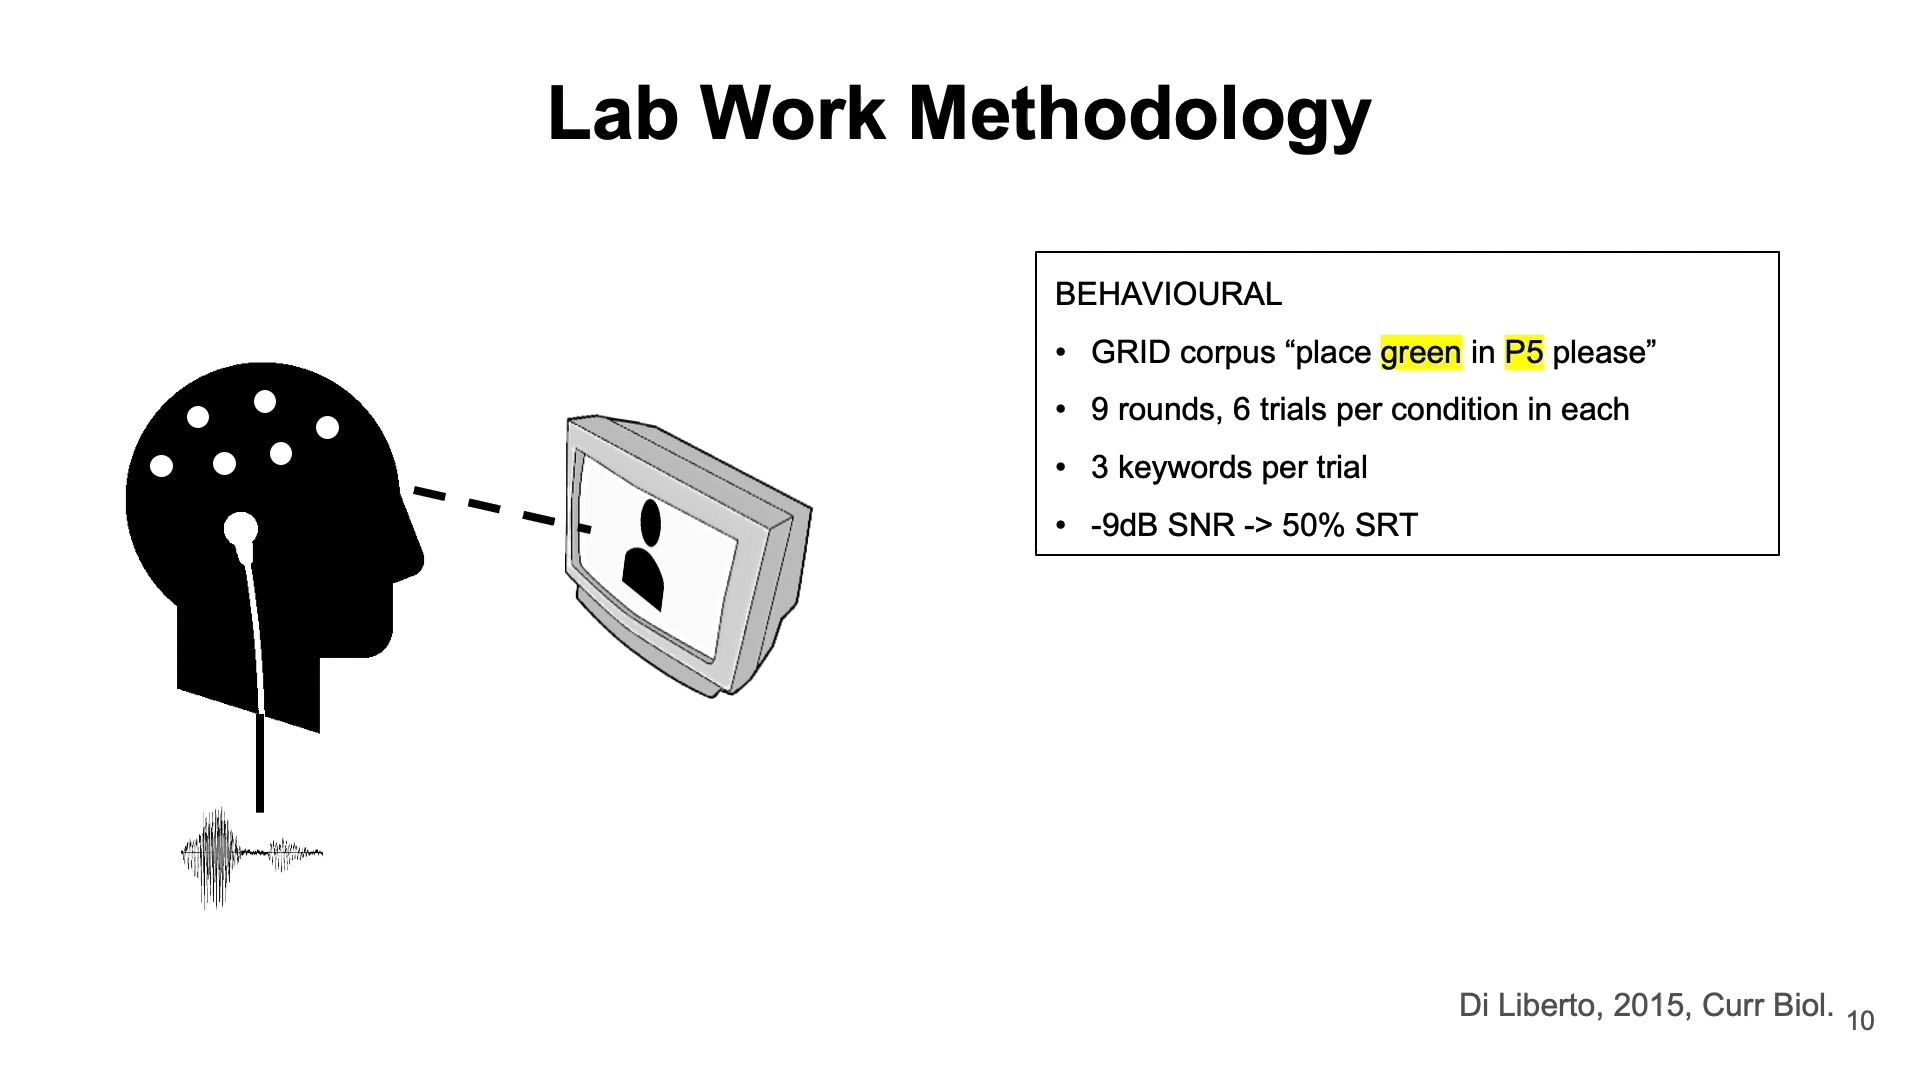 Lab Work Methodology
BEHAVIOURAL
• GRID corpus “place green in P5 please”
• 9 rounds, 6 trials per condition in each
• 3 keywords per trial
• -9dB SNR -> 50% SRT
Di Liberto, 2015, Curr Biol.
10